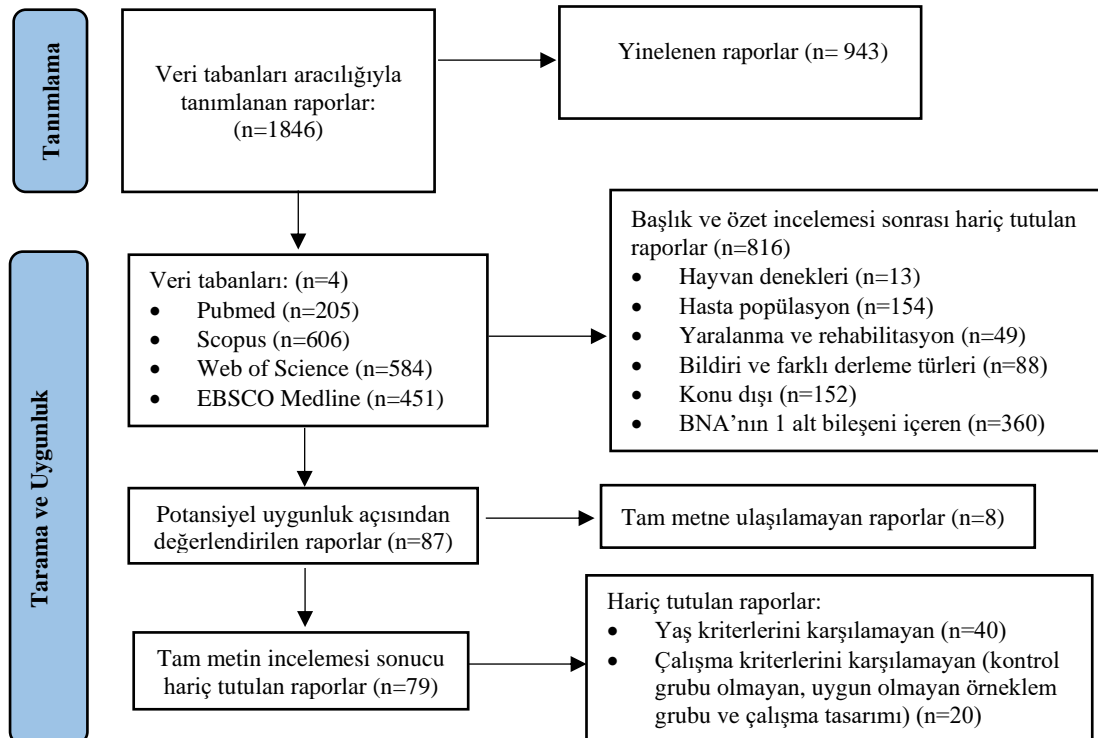 Tanımlama
Veri tabanları aracılığıyla
tanımlanan raporlar:
(n=1846)
Yinelenen raporlar (n= 943)
Tarama ve Uygunluk
Veri tabanları: (n=4)
• Pubmed (n=205)
• Scopus (n=606)
• Web of Science (n=584)
• EBSCO Medline (n=451)
Başlık ve özet incelemesi sonrası hariç tutulan
raporlar (n=816)
• Hayvan denekleri (n=13)
• Hasta popülasyon (n=154)
• Yaralanma ve rehabilitasyon (n=49)
• Bildiri ve farklı derleme türleri (n=88)
• Konu dışı (n=152)
• BNA’nın 1 alt bileşeni içeren (n=360)
Potansiyel uygunluk açısından
değerlendirilen raporlar (n=87)
Tam metne ulaşılamayan raporlar (n=8)
Tam metin incelemesi sonucu
hariç tutulan raporlar (n=79)
Hariç tutulan raporlar:
• Yaş kriterlerini karşılamayan (n=40)
• Çalışma kriterlerini karşılamayan (kontrol
grubu olmayan, uygun olmayan örneklem
grubu ve çalışma tasarımı) (n=20)